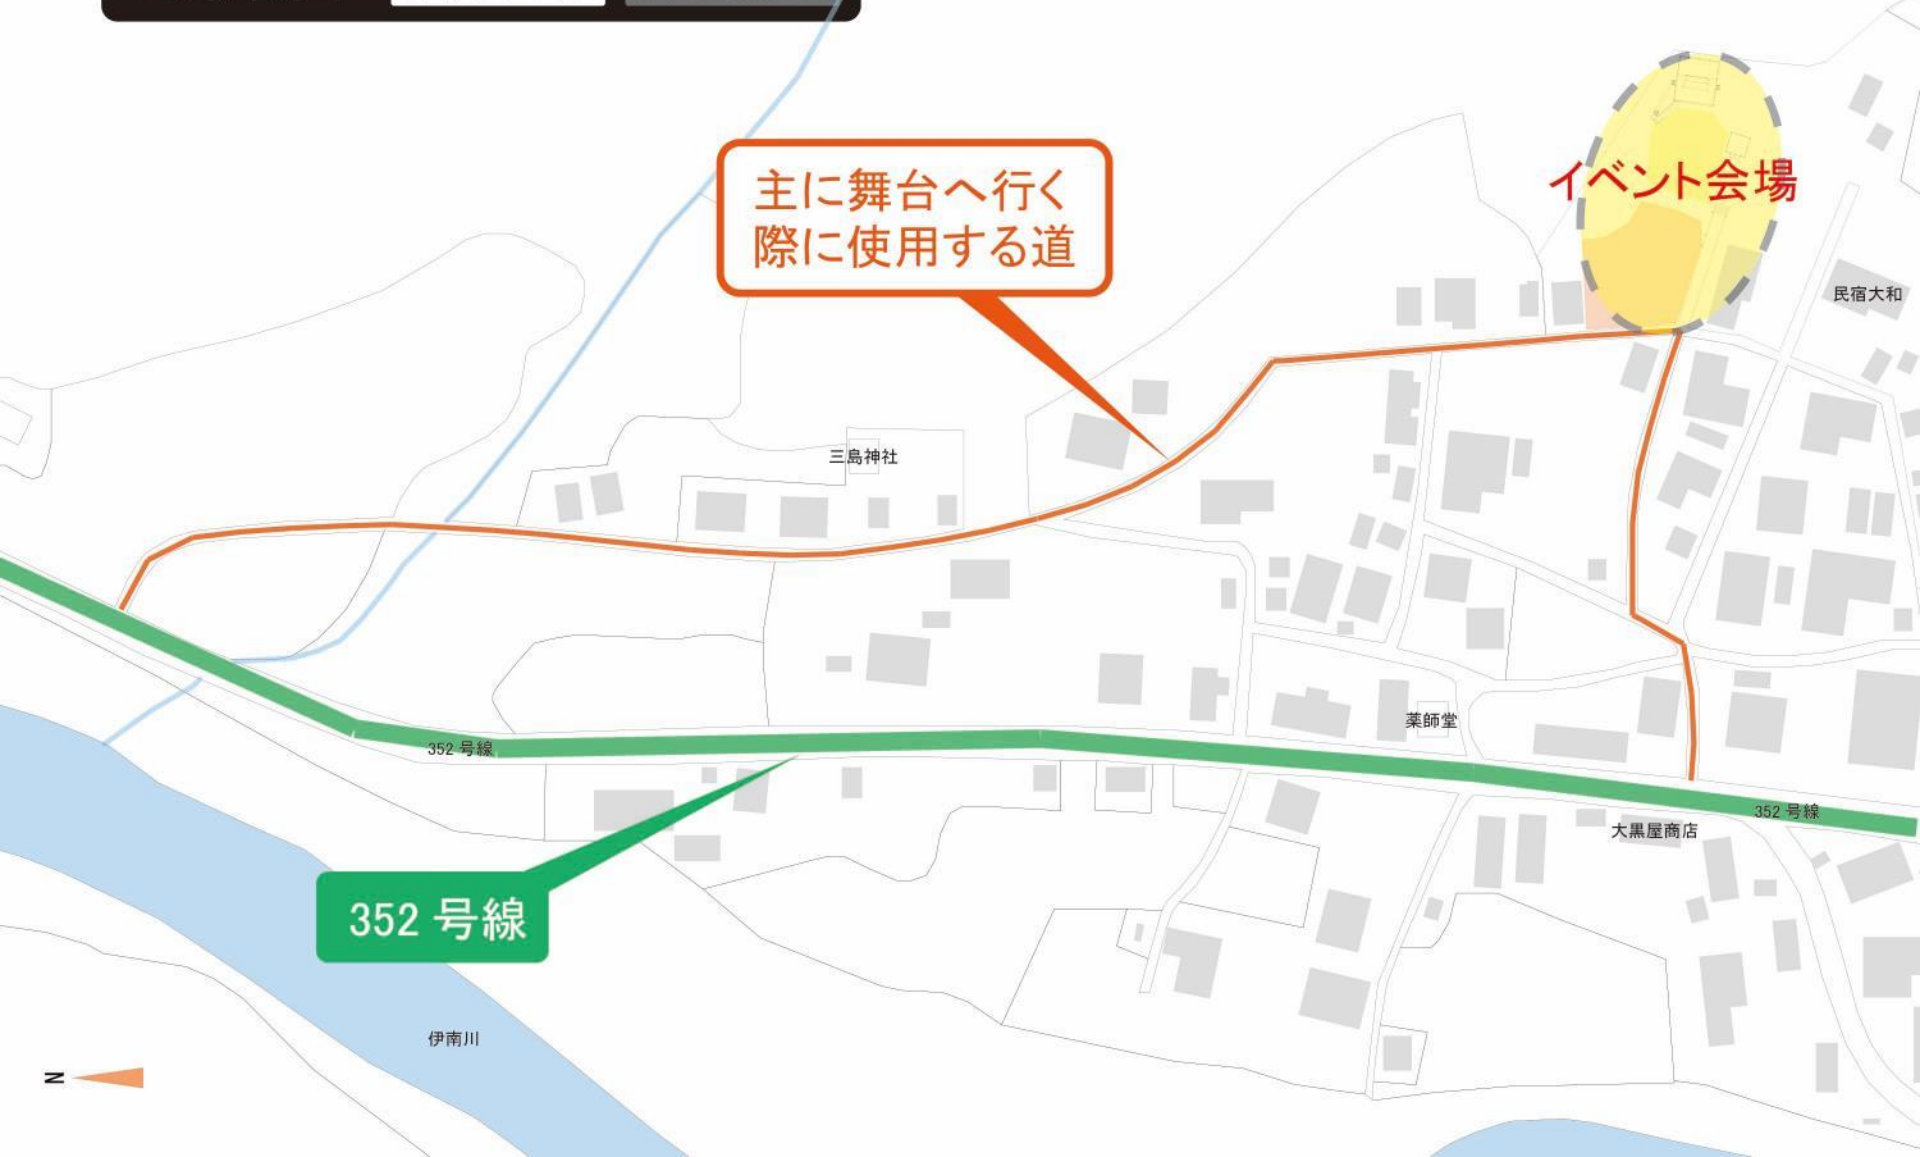 主に舞台へ行く
際に使用する道
イベント会場
民宿大和
三島神社
薬師堂
352 号線
352 号線
大黒屋商店
352 号線
伊南川
N